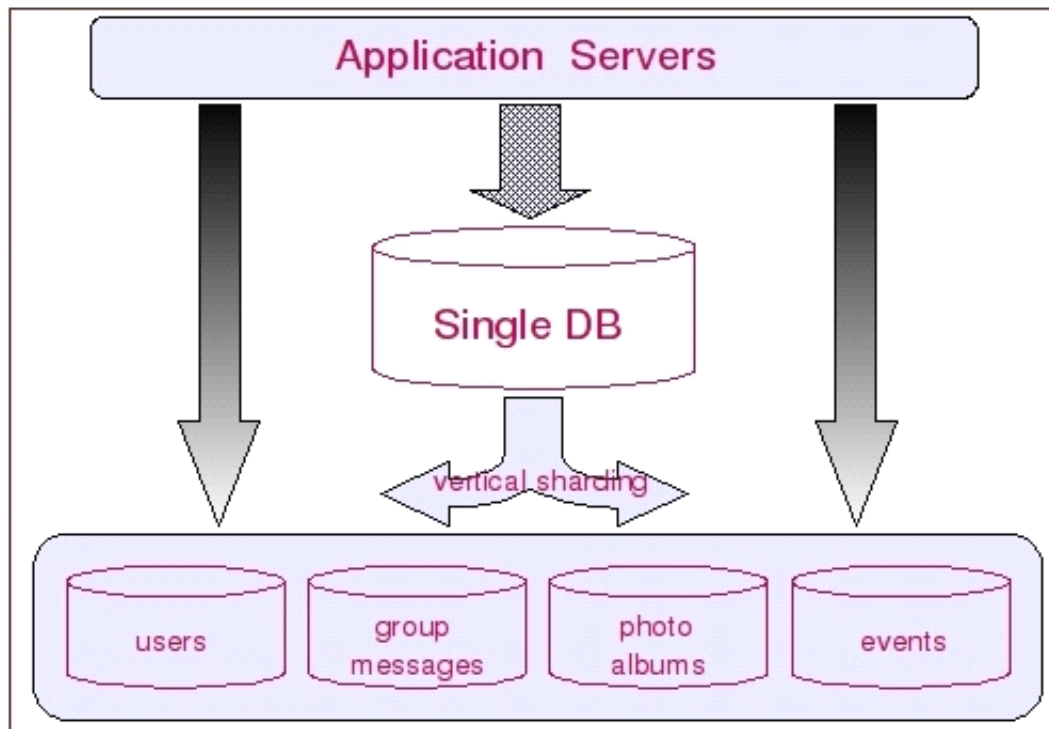 Application Servers
Single DB
vertical sharding
users
group
messages
photo
albums
events